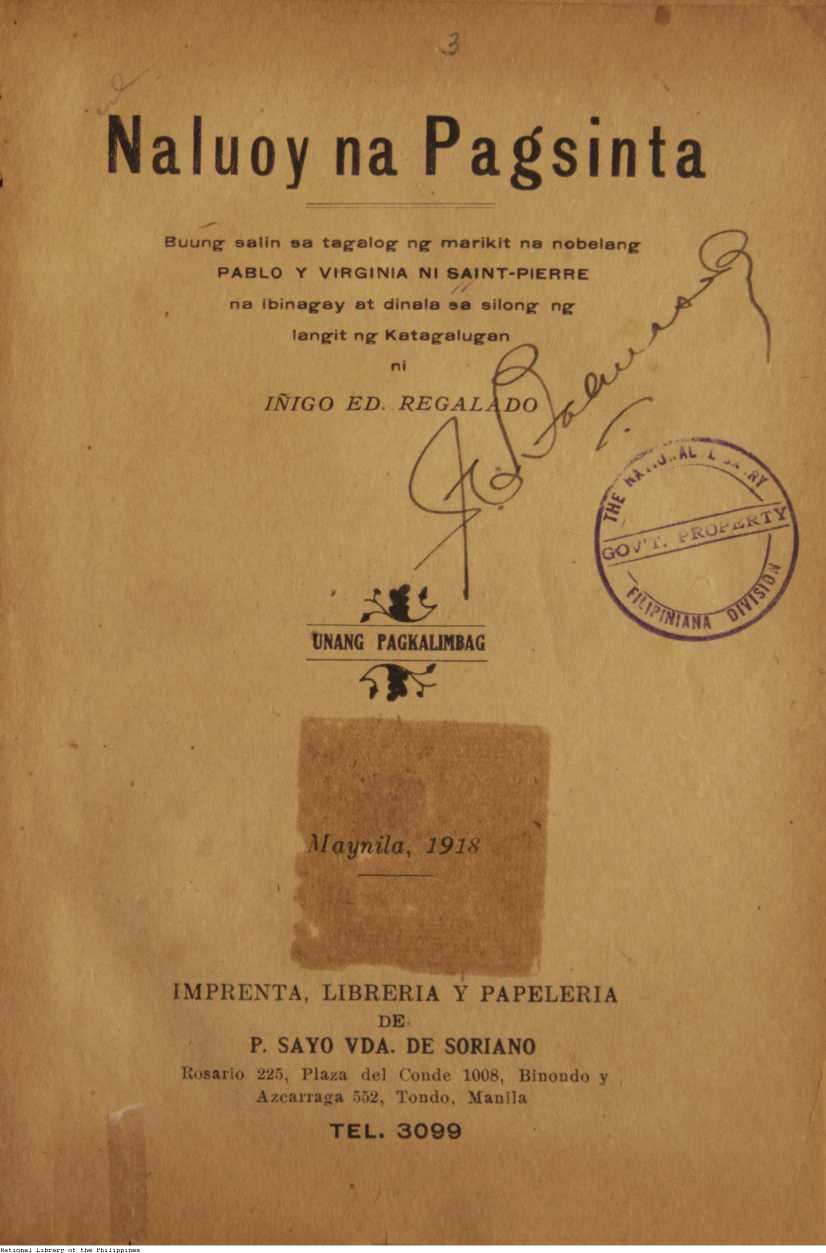 3
Naluoy na Pagsinta
Buung salin sa tagalog ng marikit na nobelang
PABLO Y VIRGINIA NI SAINT-PIERRE
na ibinagay at dinala sa silong ng
langit ng Katagalugan
ni
IÑIGO ED. REGALADO
THE NATIONAL LIBRARY
GOV'T. PROPERTY
FILIPINIANA DIVISION
UNANG PAGKALIMBAG
Maynila, 1918
IMPRENTA, LIBRERIA Y PAPELERIA
DE
P. SAYO VDA. DE SORIANO
Rosario 225, Plaza del Conde 1008, Binondo y
Azcarraga 552, Tondo, Manila
TEL. 3099
National Library of the Philippines